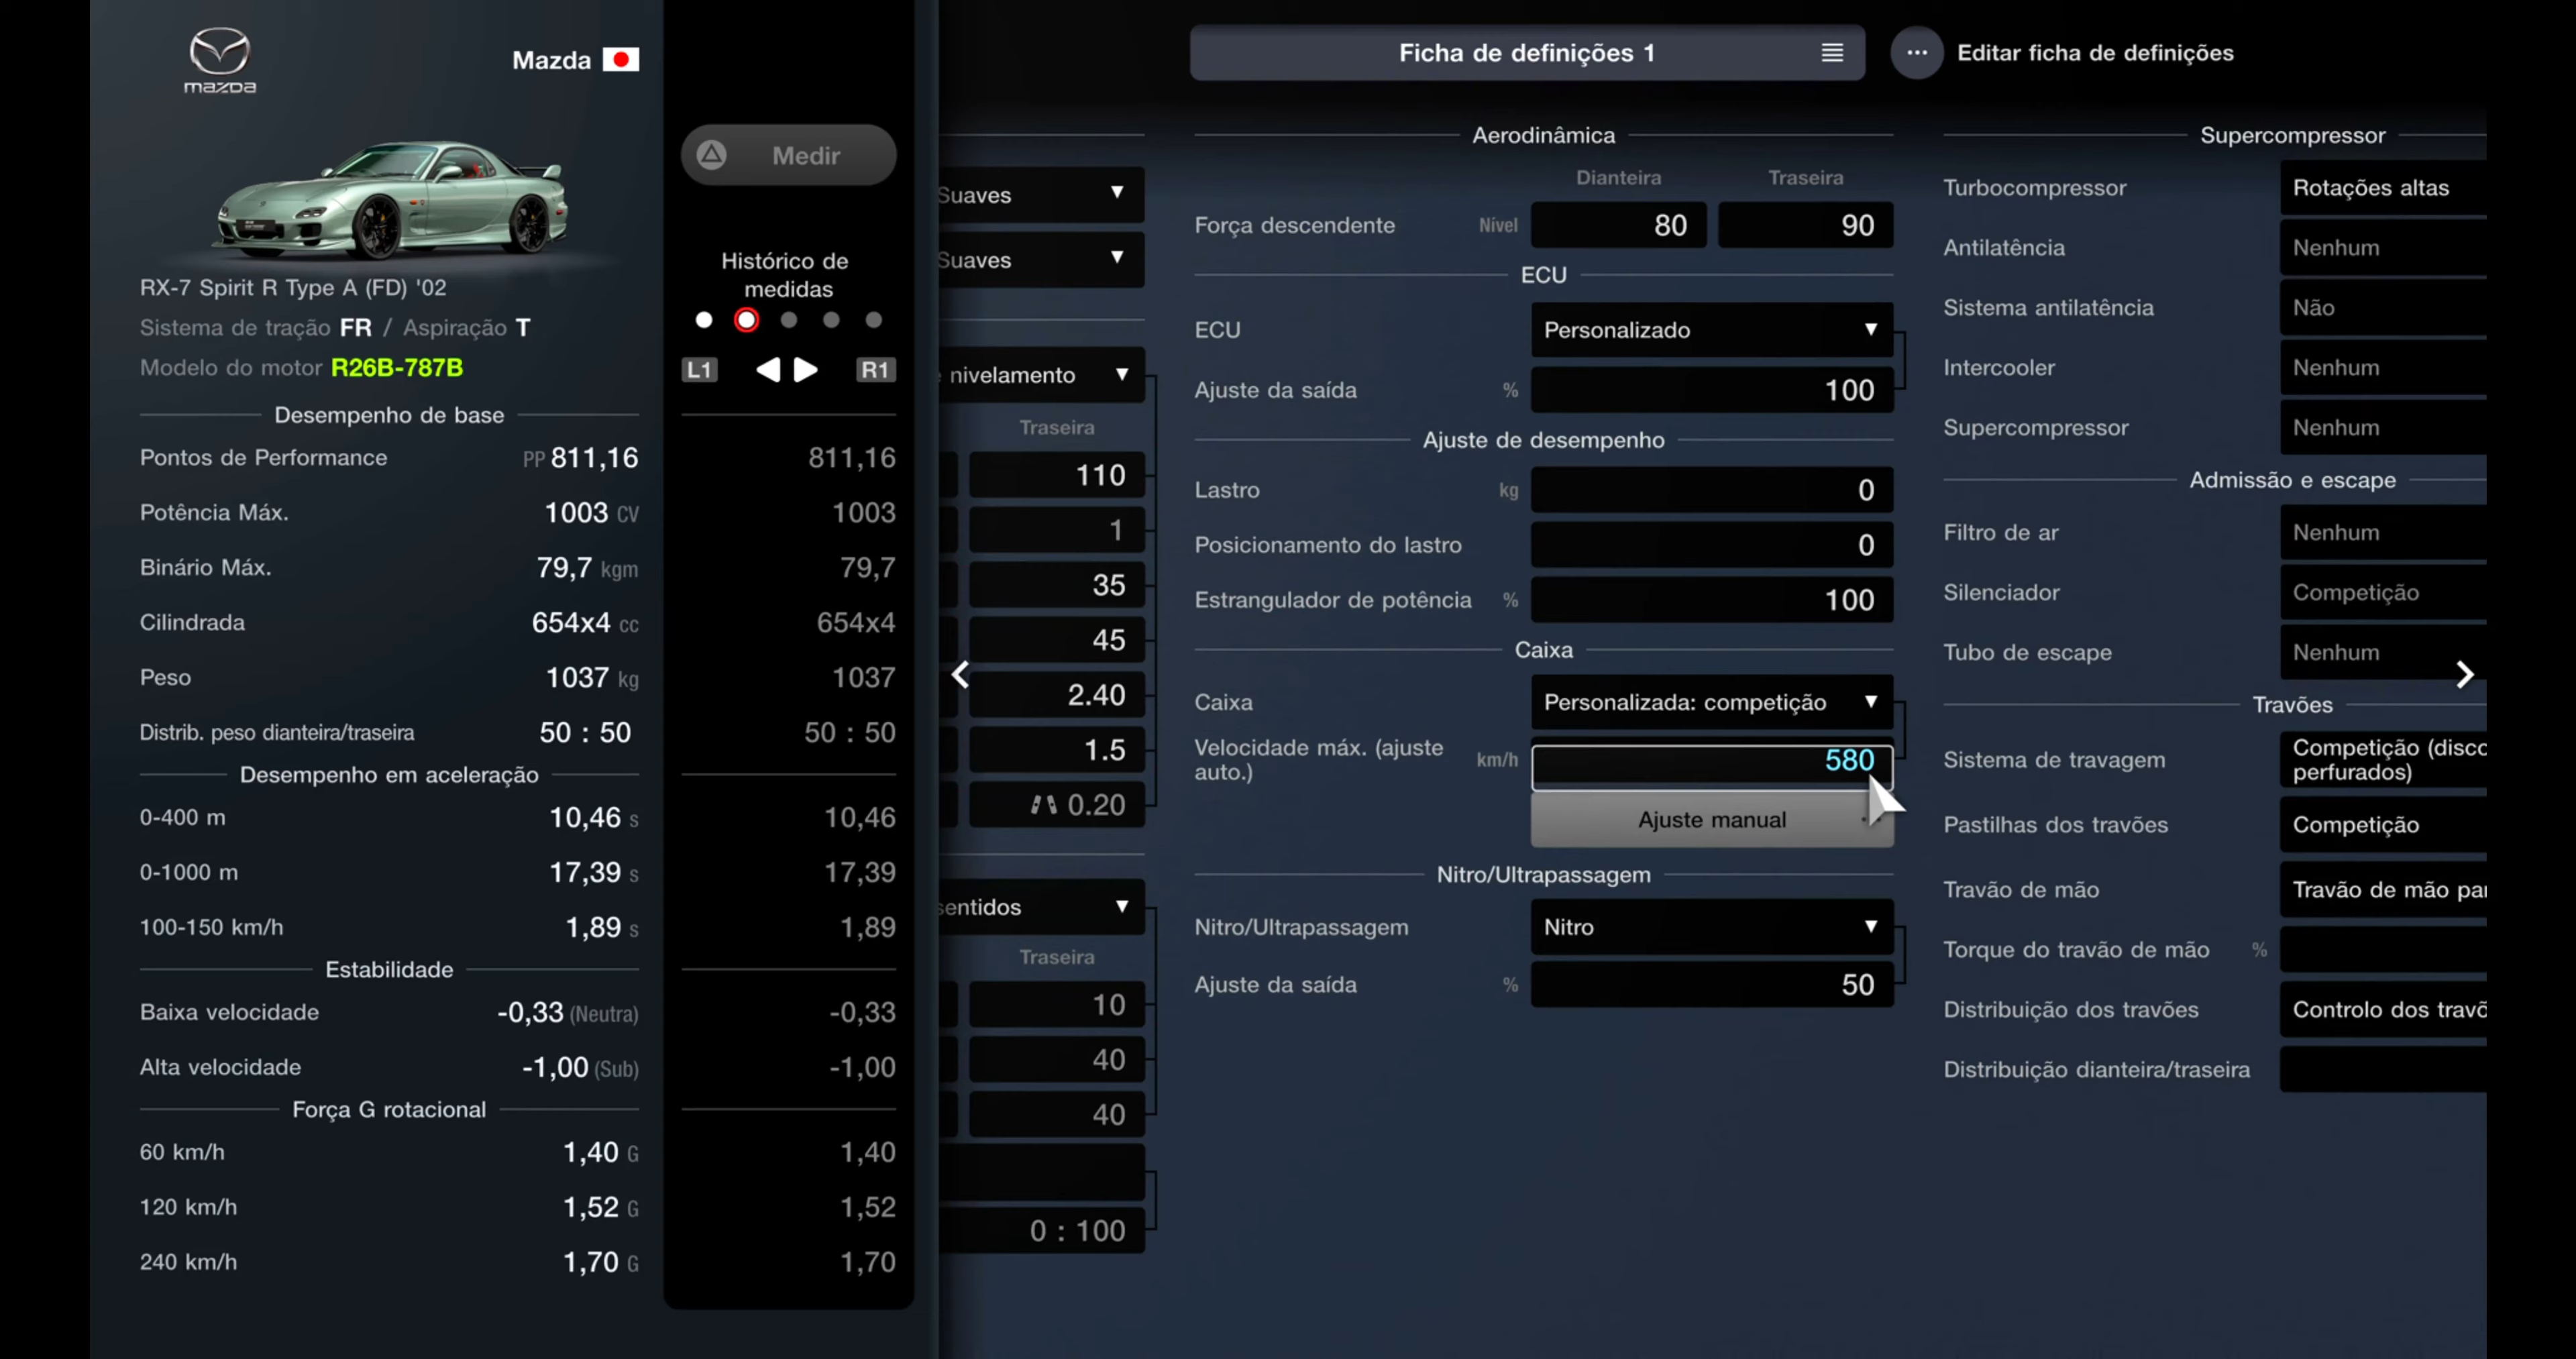 mazda
Mazda
RX-7 Spirit R Type A (FD) '02
Sistema de tração FR / Aspiração T
Modelo do motor R26B-787B
Desempenho de base
Pontos de Performance PP 811,16
Potência Máx. 1003 CV
Binário Máx. 79,7 kgm
Cilindrada 654x4 cc
Peso 1037 kg
Distrib. peso dianteira/traseira 50 : 50
Desempenho em aceleração
0-400 m 10,46 s
0-1000 m 17,39 s
100-150 km/h 1,89 s
Estabilidade
Baixa velocidade -0,33 (Neutra)
Alta velocidade -1,00 (Sub)
Força G rotacional
60 km/h 1,40 G
120 km/h 1,52 G
240 km/h 1,70 G
Medir
Histórico de
medidas
L1 R1
811,16
1003
79,7
654x4
1037
50 : 50
10,46
17,39
1,89
-0,33
-1,00
1,40
1,52
1,70
Ficha de definições 1
Editar ficha de definições
Suaves
Suaves
nivelamento
Traseira
110
1
35
45
2.40
1.5
0.20
sentidos
Traseira
10
40
40
0 : 100
Aerodinâmica
Dianteira Traseira
Força descendente Nível 80 90
ECU
ECU Personalizado
Ajuste da saída % 100
Ajuste de desempenho
Lastro kg 0
Posicionamento do lastro 0
Estrangulador de potência % 100
Caixa
Caixa Personalizada: competição
Velocidade máx. (ajuste
auto.) km/h 580
Ajuste manual
Nitro/Ultrapassagem
Nitro/Ultrapassagem Nitro
Ajuste da saída % 50
Supercompressor
Turbocompressor Rotações altas
Antilatência Nenhum
Sistema antilatência Não
Intercooler Nenhum
Supercompressor Nenhum
Admissão e escape
Filtro de ar Nenhum
Silenciador Competição
Tubo de escape Nenhum
Travões
Sistema de travagem Competição (disco
perfurados)
Pastilhas dos travões Competição
Travão de mão Travão de mão pa
Torque do travão de mão %
Distribuição dos travões Controlo dos travõ
Distribuição dianteira/traseira